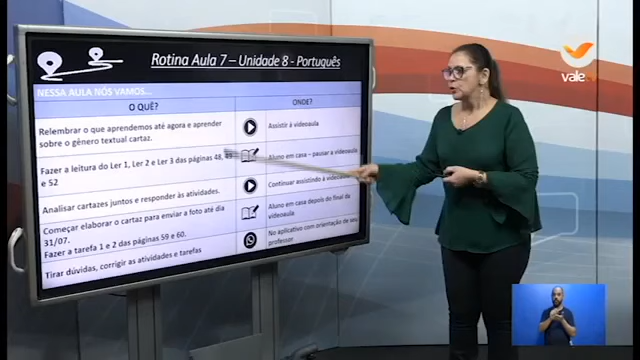 Rotina Aula 7 – Unidade 8 - Português
NESSA AULA NÓS VAMOS...
O QUÊ?
ONDE?
Relembrar o que aprendemos até agora e aprender
sobre o gênero textual cartaz.
Assistir à videoaula
Fazer a leitura do Ler 1, Ler 2 e Ler 3 das páginas 48, 49
e 52
Aluno em casa – pausar a videoaula
Analisar cartazes juntos e responder às atividades.
Continuar assistindo à videoaula
Começar elaborar o cartaz para enviar a foto até dia
31/07.
Fazer a tarefa 1 e 2 das páginas 59 e 60.
Aluno em casa depois do final da
videoaula
Tirar dúvidas, corrigir as atividades e tarefas
No aplicativo com orientação de seu
professor
vale